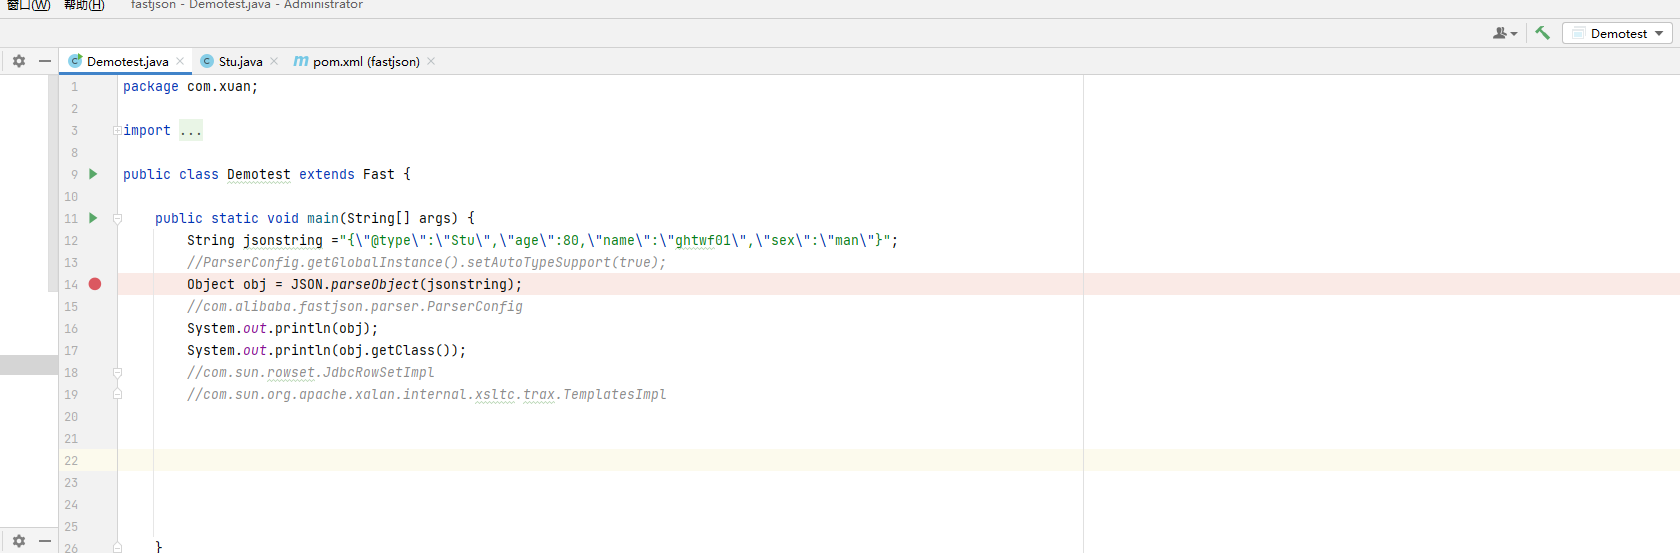 窗口(W) 帮助(H) fastjson - Demotest.java - Administrator
Demotest
Demotest.java Stu.java pom.xml (fastjson)
1 package com.xuan;
2
3 import ...
8
9 public class Demotest extends Fast {
10
11 public static void main(String[] args) {
12 String jsonstring ="{\"@type\":\"Stu\",\"age\":80,\"name\":\"ghtwf01\",\"sex\":\"man\"}";
13 //ParserConfig.getGlobalInstance().setAutoTypeSupport(true);
14 Object obj = JSON.parseObject(jsonstring);
15 //com.alibaba.fastjson.parser.ParserConfig
16 System.out.println(obj);
17 System.out.println(obj.getClass());
18 //com.sun.rowset.JdbcRowSetImpl
19 //com.sun.org.apache.xalan.internal.xsltc.trax.TemplatesImpl
20
21
22
23
24
25
26 }